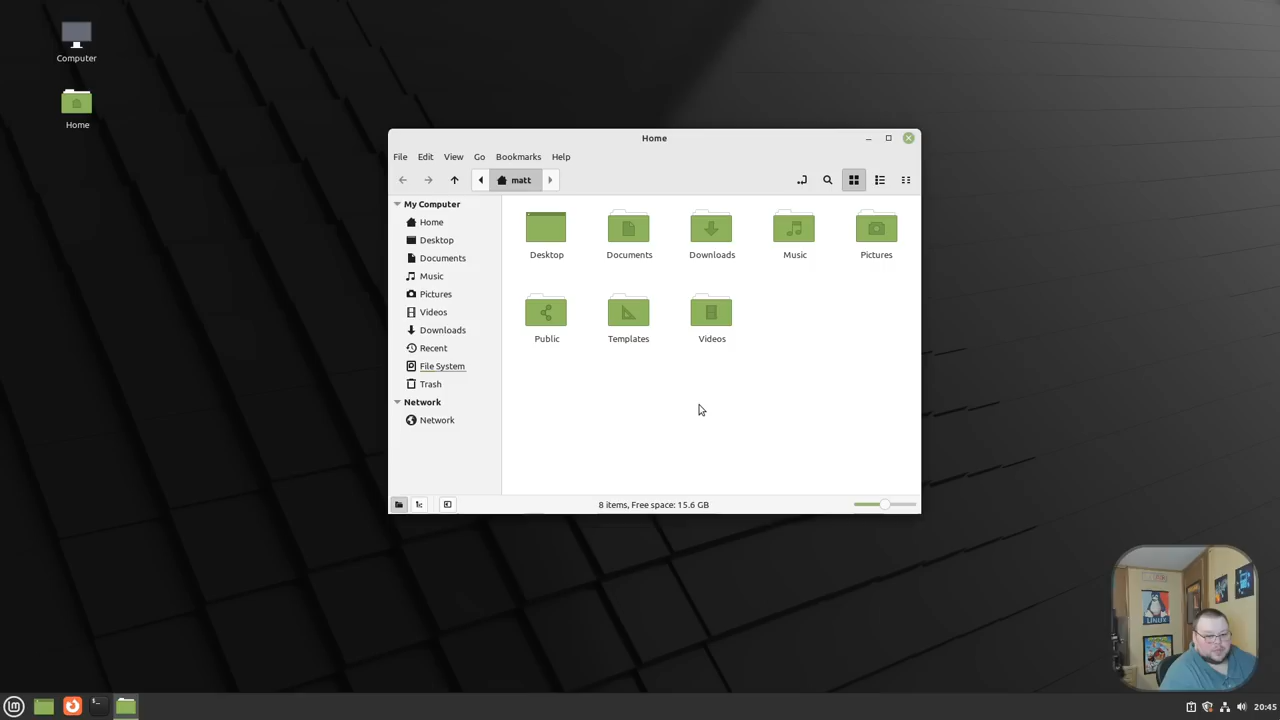 Computer
Home
Home
File Edit View Go Bookmarks Help
matt
My Computer
Home
Desktop
Documents
Music
Pictures
Videos
Downloads
Recent
File System
Trash
Network
Network
Desktop Documents Downloads Music Pictures
Public Templates Videos
8 items, Free space: 15.6 GB
LINUX
20:45